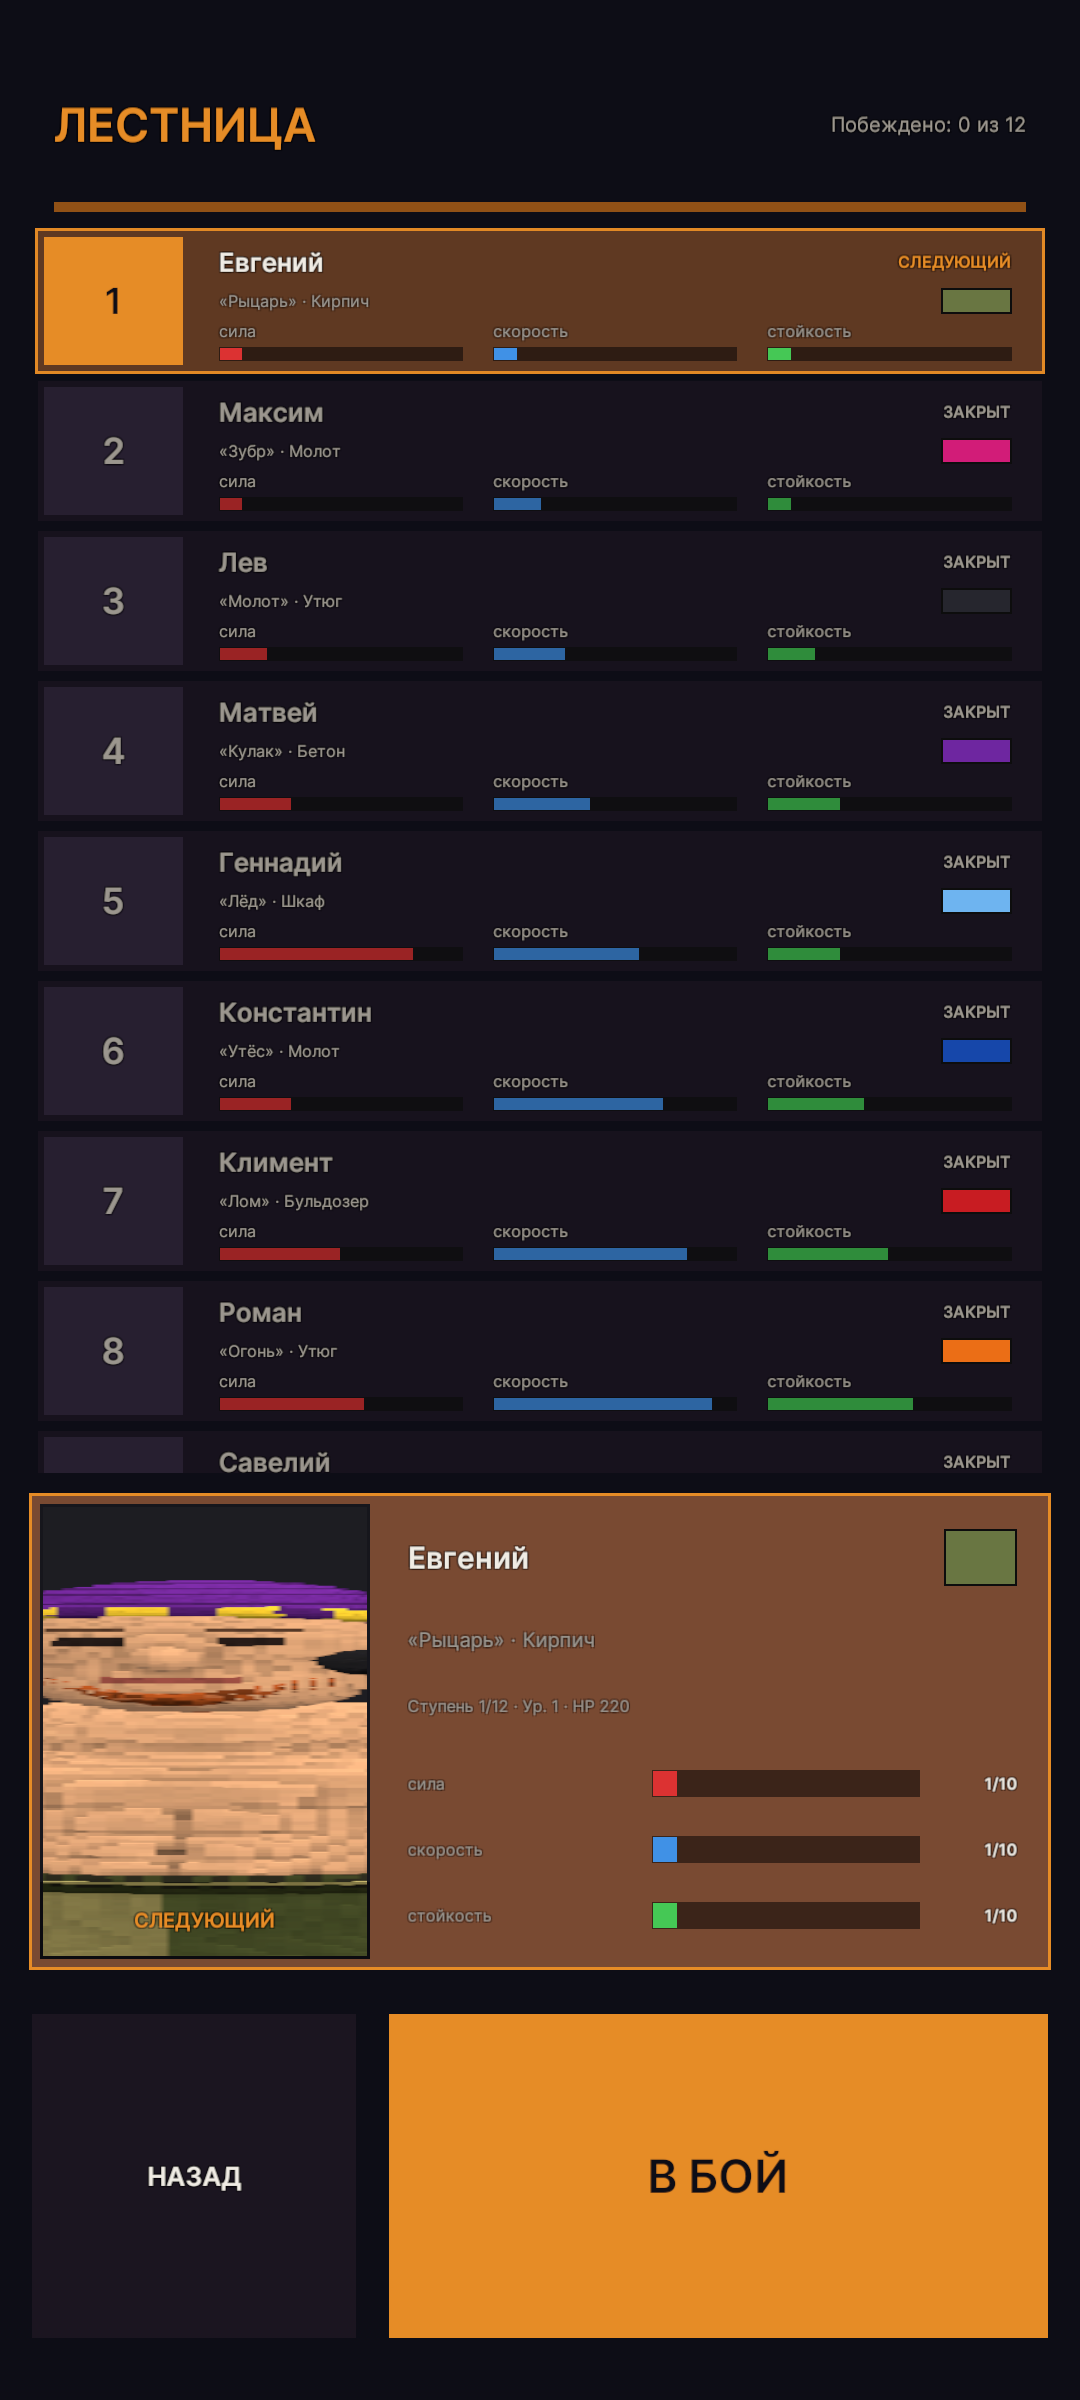 ЛЕСТНИЦА
Побеждено: 0 из 12
1
Евгений
СЛЕДУЮЩИЙ
«Рыцарь» · Кирпич
сила скорость стойкость
2
Максим
ЗАКРЫТ
«Зубр» · Молот
сила скорость стойкость
3
Лев
ЗАКРЫТ
«Молот» · Утюг
сила скорость стойкость
4
Матвей
ЗАКРЫТ
«Кулак» · Бетон
сила скорость стойкость
5
Геннадий
ЗАКРЫТ
«Лёд» · Шкаф
сила скорость стойкость
6
Константин
ЗАКРЫТ
«Утёс» · Молот
сила скорость стойкость
7
Климент
ЗАКРЫТ
«Лом» · Бульдозер
сила скорость стойкость
8
Роман
ЗАКРЫТ
«Огонь» · Утюг
сила скорость стойкость
Савелий
ЗАКРЫТ
Евгений
«Рыцарь» · Кирпич
Ступень 1/12 · Ур. 1 · HP 220
сила 1/10
скорость 1/10
стойкость 1/10
СЛЕДУЮЩИЙ
НАЗАД
В БОЙ